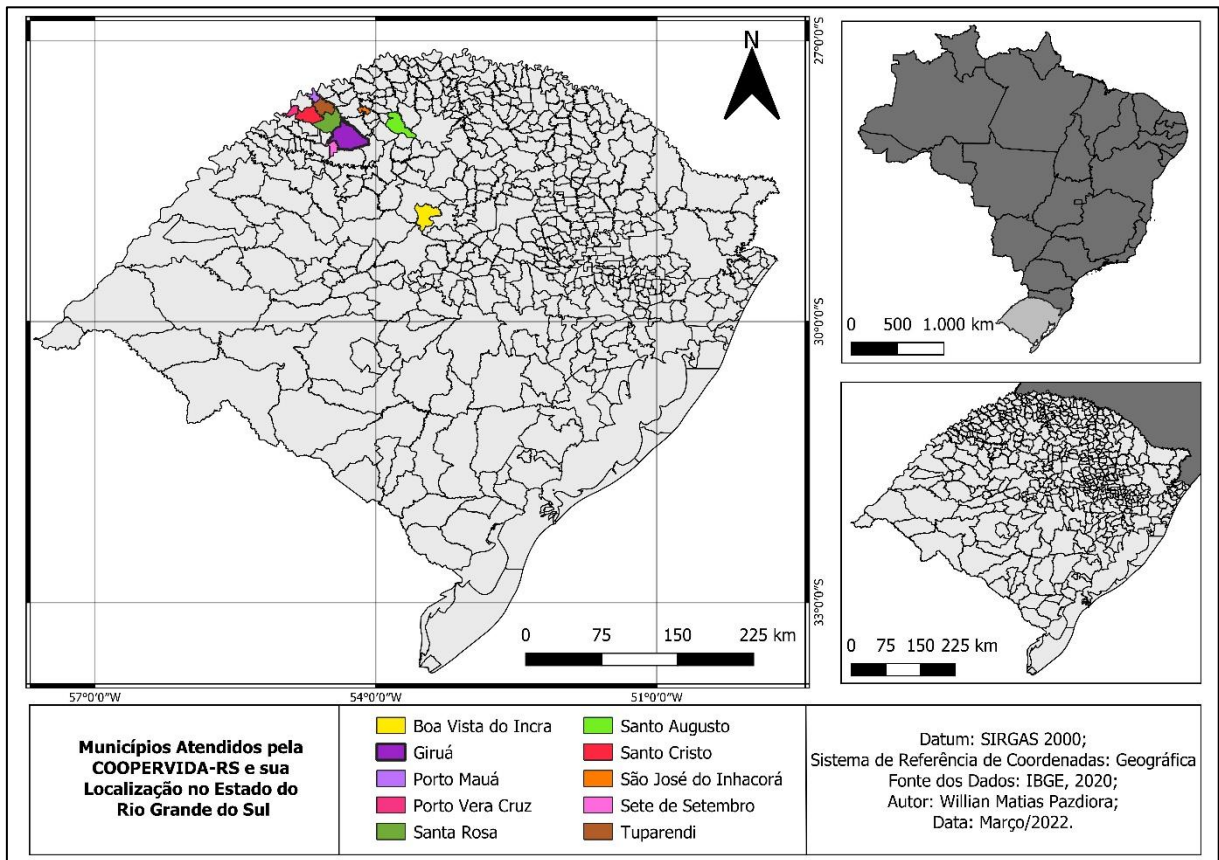 N
27°0'0"S
30°0'0"S
33°0'0"S
0 75 150 225 km
57°0'0"W 54°0'0"W 51°0'0"W
0 500 1.000 km
0 75 150 225 km
Municípios Atendidos pela
COOPERVIDA-RS e sua
Localização no Estado do
Rio Grande do Sul
Boa Vista do Incra
Giruá
Porto Mauá
Porto Vera Cruz
Santa Rosa
Santo Augusto
Santo Cristo
São José do Inhacorá
Sete de Setembro
Tuparendi
Datum: SIRGAS 2000;
Sistema de Referência de Coordenadas: Geográfica
Fonte dos Dados: IBGE, 2020;
Autor: Willian Matias Pazdiora;
Data: Março/2022.